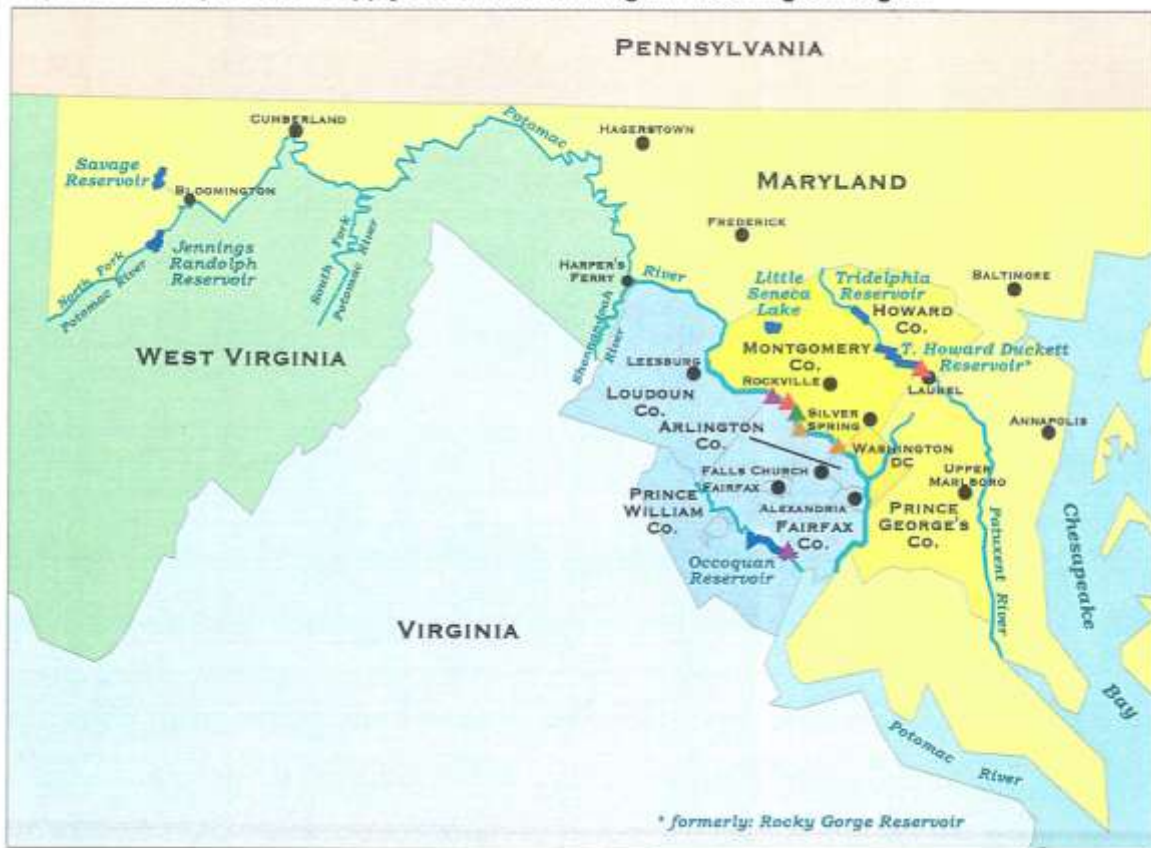 PENNSYLVANIA
CUMBERLAND
Potomac
HAGERSTOWN
Savage
Reservoir
BLOOMINGTON
MARYLAND
FREDERICK
Jennings
Randolph
Reservoir
North Fork
Potomac River
South Fork
Potomac River
HARPER'S
FERRY
River
Little
Seneca
Lake
Tridelphia
Reservoir
BALTIMORE
HOWARD
Co.
WEST VIRGINIA
River
LEESBURG
MONTGOMERY
Co.
T. Howard Duckett
Reservoir*
ROCKVILLE
LAUREL
LOUDOUN
Co.
SILVER
SPRING
ANNAPOLIS
ARLINGTON
Co.
WASHINGTON
DC
FALLS CHURCH
FAIRFAX
UPPER
MARLBORO
PRINCE
WILLIAM
Co.
ALEXANDRIA
FAIRFAX
Co.
PRINCE
GEORGE'S
Co.
Patuxent River
Chesapeake
Bay
Occoquan
Reservoir
VIRGINIA
Potomac
River
* formerly: Rocky Gorge Reservoir